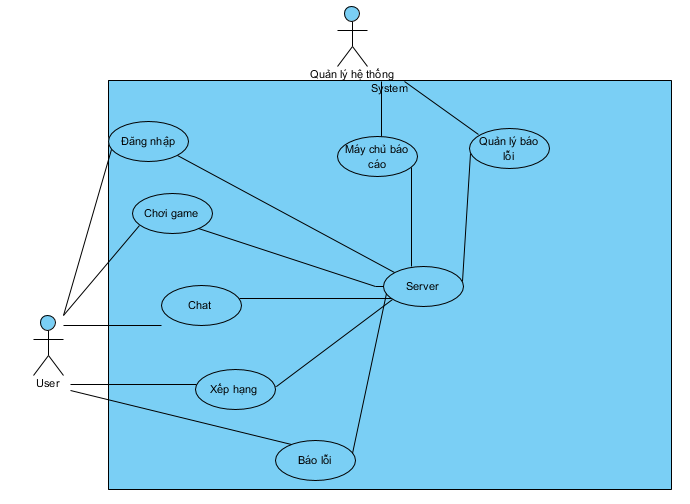 Quản lý hệ thống
System
Đăng nhập
Máy chủ báo
cáo
Quản lý báo
lỗi
Chơi game
Server
Chat
User
Xếp hạng
Báo lỗi